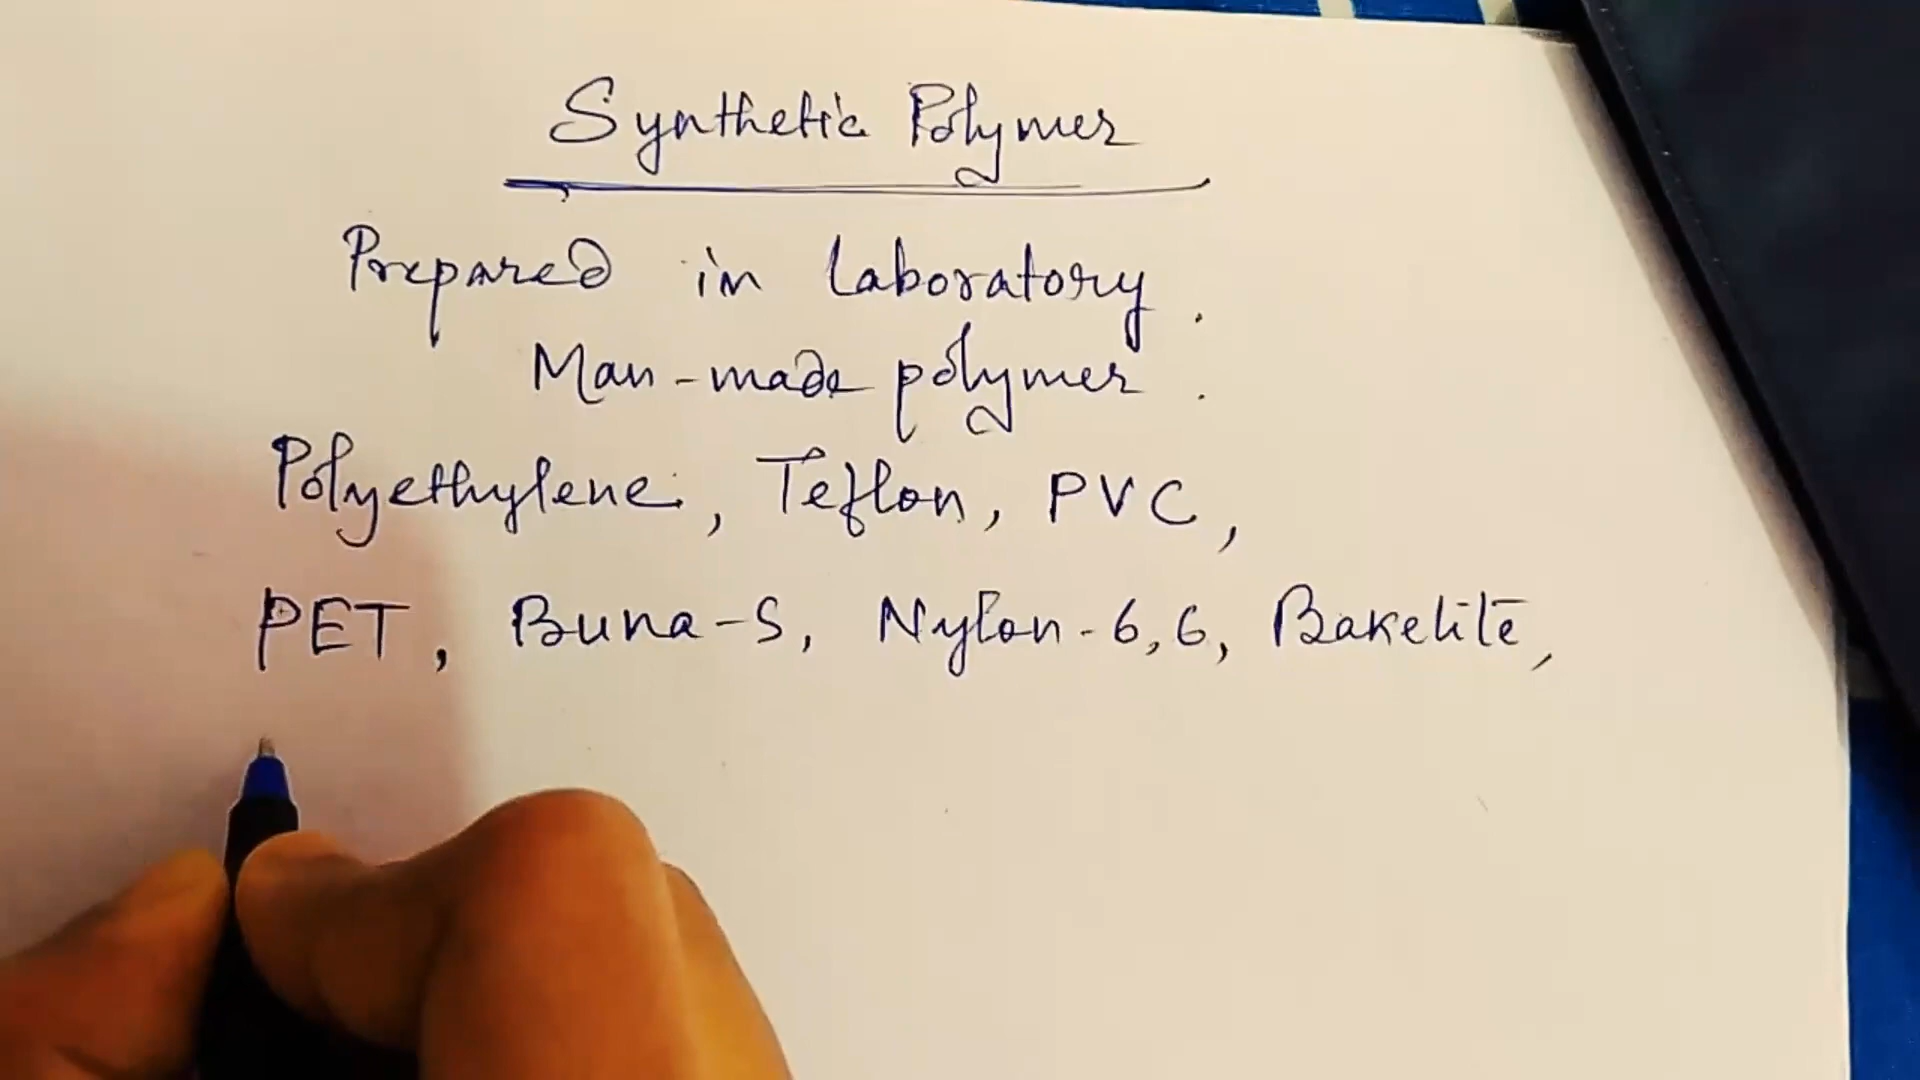 Synthetic Polymer
Prepared in Laboratory.
Man-made polymer.
Polyethylene, Teflon, PVC,
PET, Buna-S, Nylon-6,6, Bakelite,